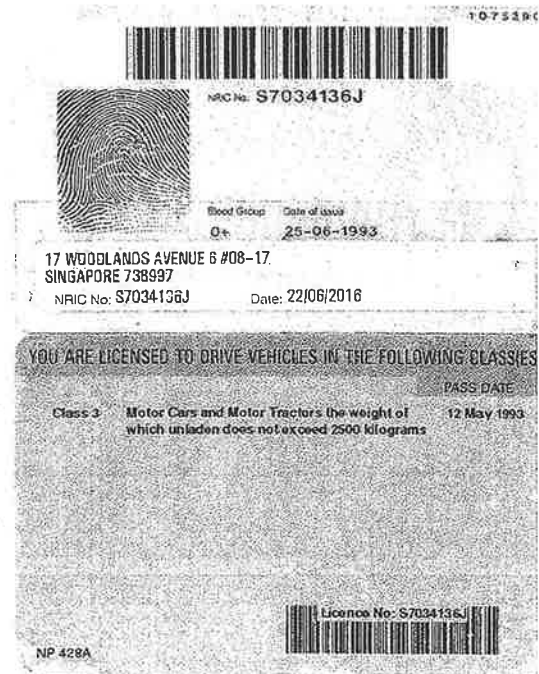 NRIC No. S7034136J
Blood Group Date of issue
O+ 25-06-1993
17 WOODLANDS AVENUE 6 #08-17
SINGAPORE 738997
NRIC No: S7034136J Date: 22/06/2016
YOU ARE LICENSED TO DRIVE VEHICLES IN THE FOLLOWING CLASS(ES
PASS DATE
Class 3 Motor Cars and Motor Tractors the weight of 12 May 1993
which unladen does not exceed 2500 kilograms
Licence No: S7034136J
NP 428A